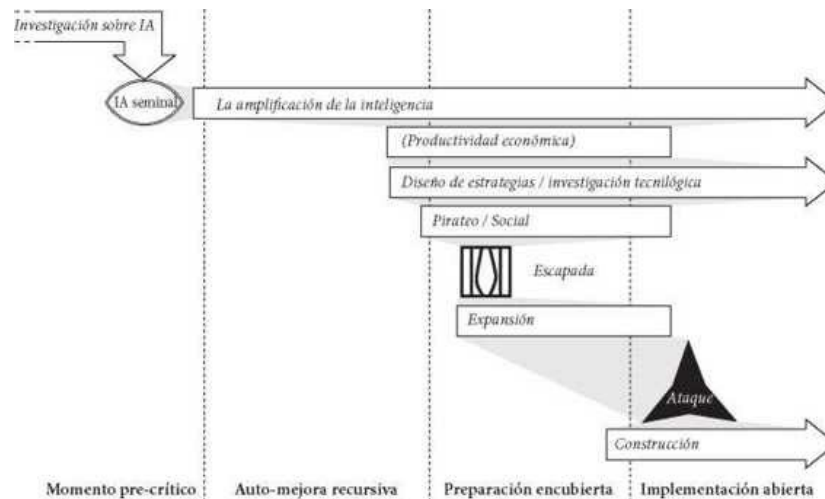 Investigación sobre IA
IA seminal
La amplificación de la inteligencia
(Productividad económica)
Diseño de estrategias / investigación tecnilógica
Pirateo / Social
Escapada
Expansión
Ataque
Construcción
Momento pre-crítico
Auto-mejora recursiva
Preparación encubierta
Implementación abierta